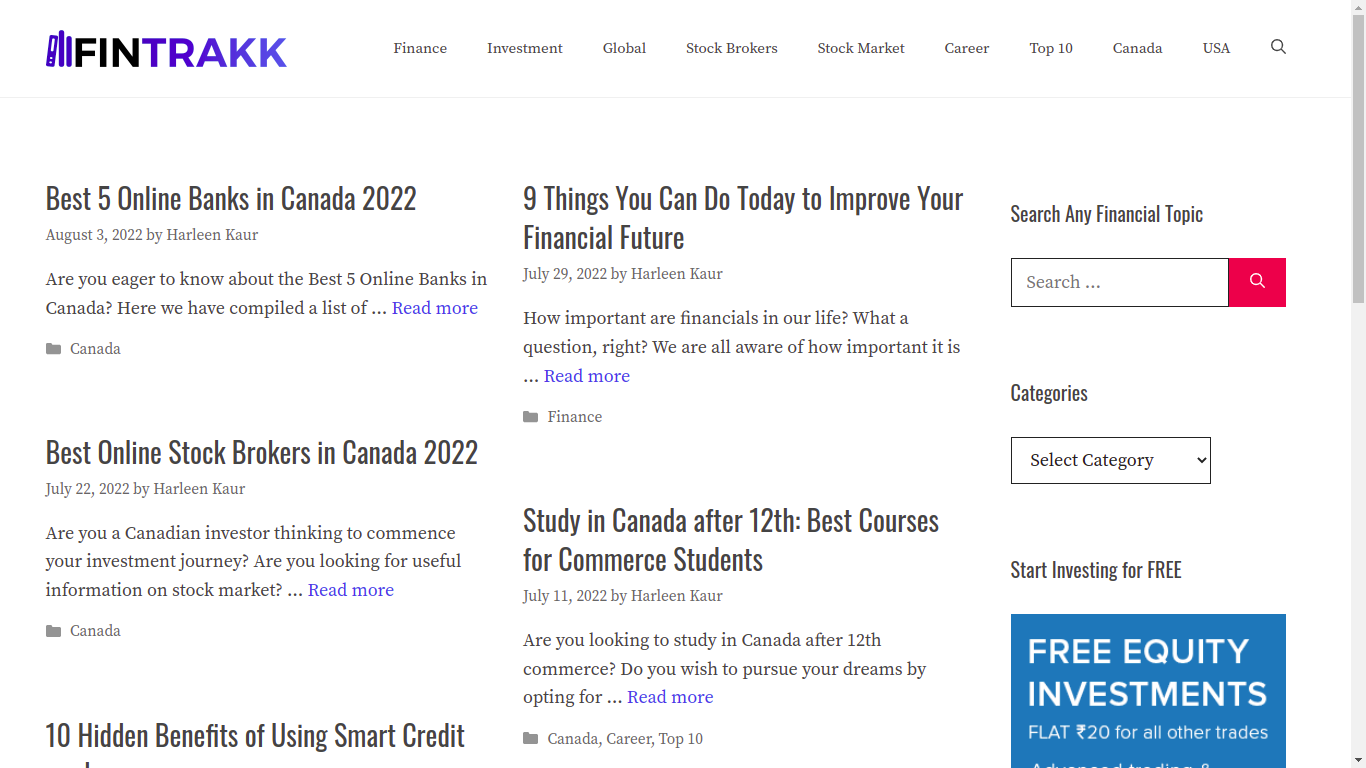 FINTRAKK
Finance Investment Global Stock Brokers Stock Market Career Top 10 Canada USA
Best 5 Online Banks in Canada 2022
August 3, 2022 by Harleen Kaur
Are you eager to know about the Best 5 Online Banks in
Canada? Here we have compiled a list of … Read more
Canada
Best Online Stock Brokers in Canada 2022
July 22, 2022 by Harleen Kaur
Are you a Canadian investor thinking to commence
your investment journey? Are you looking for useful
information on stock market? … Read more
Canada
10 Hidden Benefits of Using Smart Credit
9 Things You Can Do Today to Improve Your
Financial Future
July 29, 2022 by Harleen Kaur
How important are financials in our life? What a
question, right? We are all aware of how important it is
… Read more
Finance
Study in Canada after 12th: Best Courses
for Commerce Students
July 11, 2022 by Harleen Kaur
Are you looking to study in Canada after 12th
commerce? Do you wish to pursue your dreams by
opting for … Read more
Canada, Career, Top 10
Search Any Financial Topic
Search …
Categories
Select Category
Start Investing for FREE
FREE EQUITY
INVESTMENTS
FLAT ₹20 for all other trades
Advanced trading &